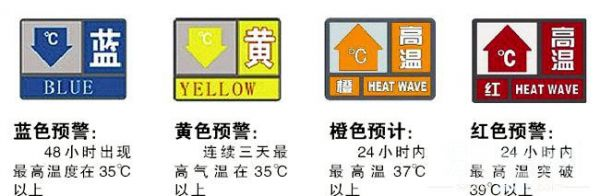 ℃ 蓝
BLUE
℃ 黄
YELLOW
℃ 高温
橙 HEAT WAVE
℃ 高温
红 HEAT WAVE
蓝色预警:
48小时出现
最高温度在35℃
以上
黄色预警:
连续三天最
高气温在35℃
以上
橙色预计:
24小时内
最高温37℃
以上
红色预警:
24小时内
最高温突破
39℃以上